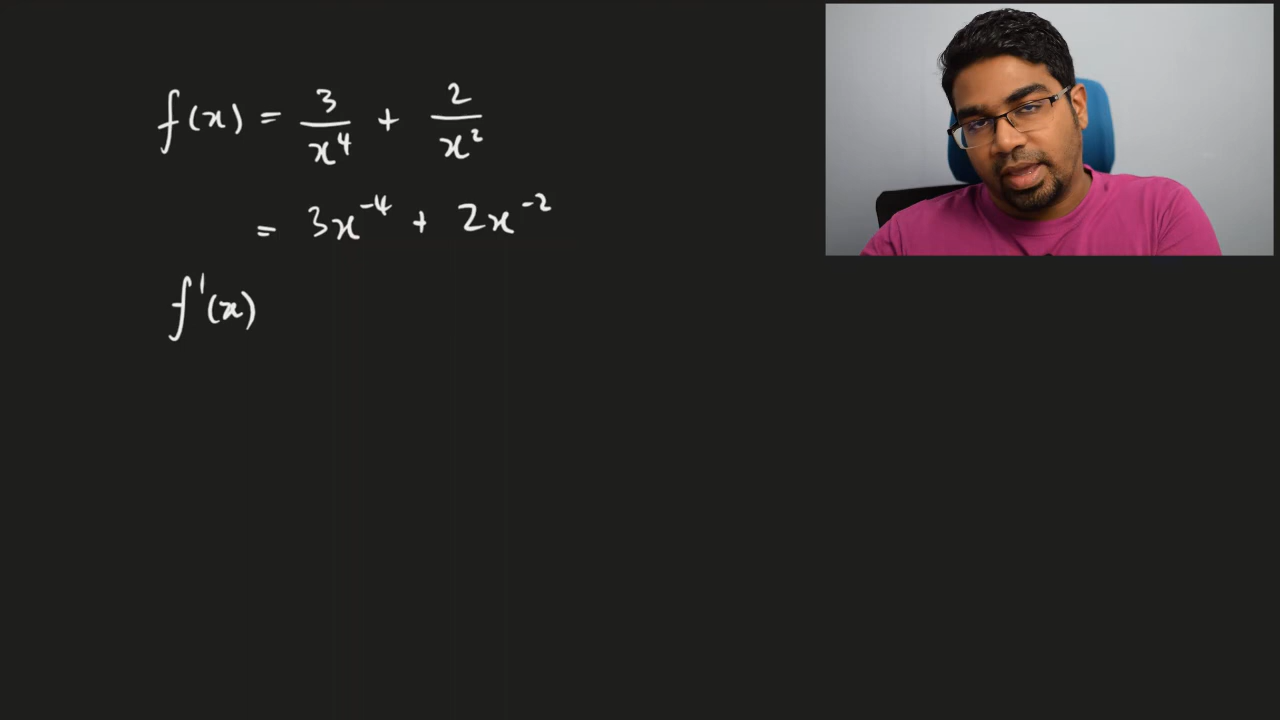 f(x) = 3/x⁴ + 2/x²
= 3x⁻⁴ + 2x⁻²
f'(x)